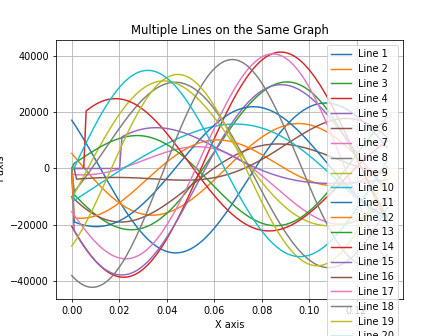 Multiple Lines on the Same Graph
40000
20000
0
−20000
−40000
0.00
0.02
0.04
0.06
0.08
0.10
X axis
Line 1
Line 2
Line 3
Line 4
Line 5
Line 6
Line 7
Line 8
Line 9
Line 10
Line 11
Line 12
Line 13
Line 14
Line 15
Line 16
Line 17
Line 18
Line 19
Line 20